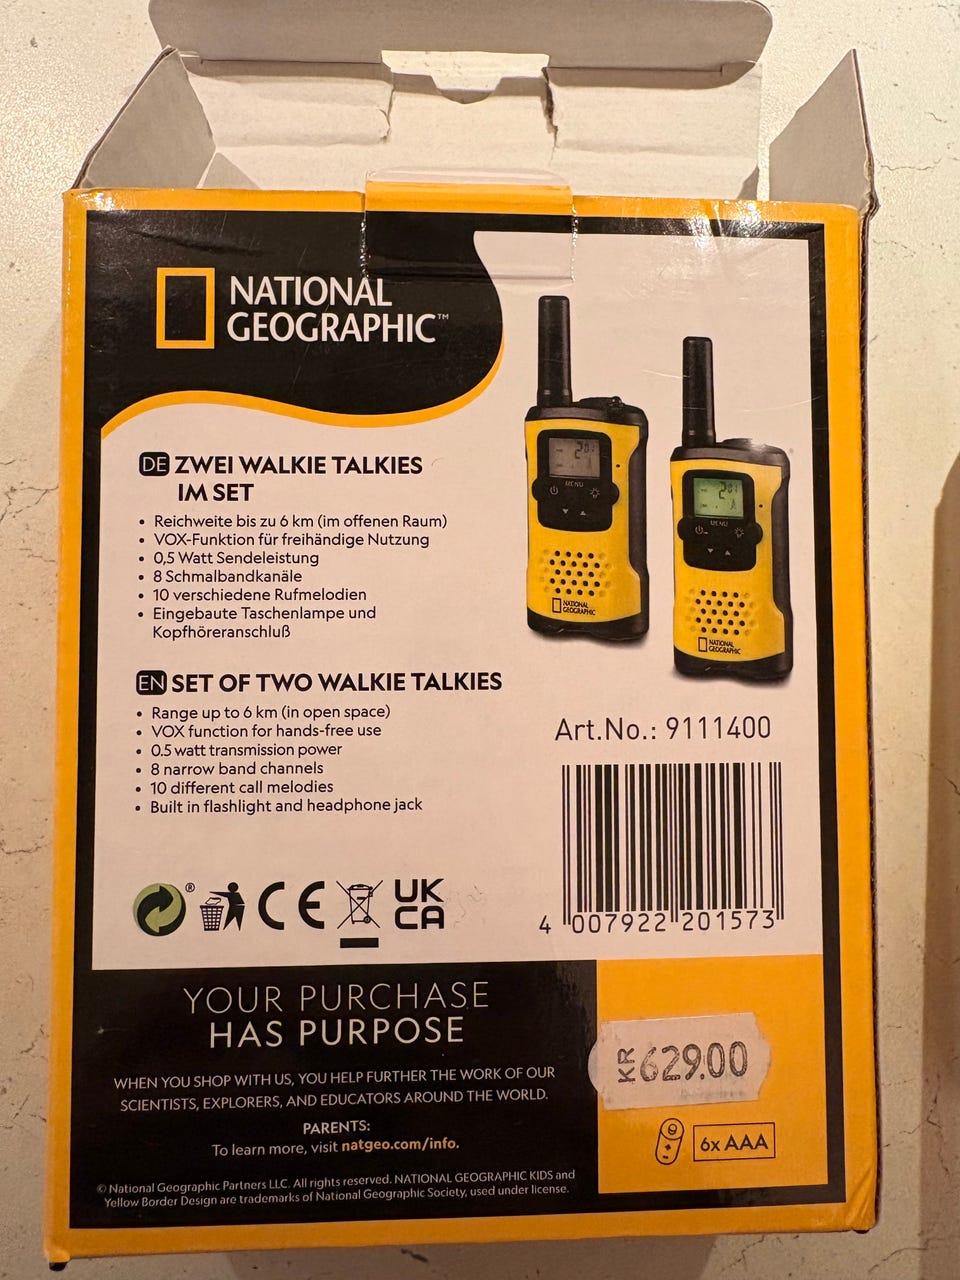 NATIONAL
GEOGRAPHIC™
DE ZWEI WALKIE TALKIES
IM SET
• Reichweite bis zu 6 km (im offenen Raum)
• VOX-Funktion für freihändige Nutzung
• 0,5 Watt Sendeleistung
• 8 Schmalbandkanäle
• 10 verschiedene Rufmelodien
• Eingebaute Taschenlampe und
Kopfhöreranschluß
EN SET OF TWO WALKIE TALKIES
• Range up to 6 km (in open space)
• VOX function for hands-free use
• 0.5 watt transmission power
• 8 narrow band channels
• 10 different call melodies
• Built in flashlight and headphone jack
MENU
NATIONAL
GEOGRAPHIC
MENU
NATIONAL
GEOGRAPHIC
Art.No.: 9111400
4 007922 201573
®
CE
UK
CA
YOUR PURCHASE
HAS PURPOSE
WHEN YOU SHOP WITH US, YOU HELP FURTHER THE WORK OF OUR
SCIENTISTS, EXPLORERS, AND EDUCATORS AROUND THE WORLD.
PARENTS:
To learn more, visit natgeo.com/info.
© National Geographic Partners LLC. All rights reserved. NATIONAL GEOGRAPHIC KIDS and
Yellow Border Design are trademarks of National Geographic Society, used under license.
KR 629.00
6x AAA